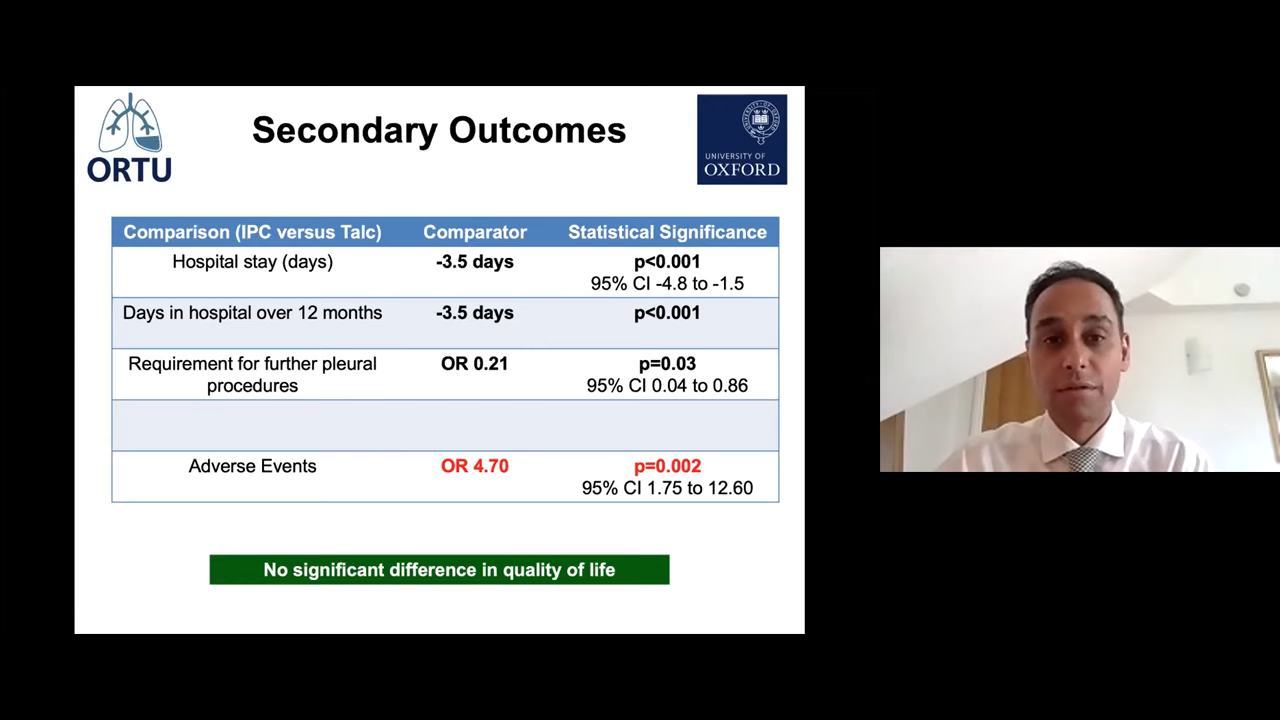 ORTU
Secondary Outcomes
UNIVERSITY OF
OXFORD
Comparison (IPC versus Talc) Comparator Statistical Significance
Hospital stay (days) -3.5 days p<0.001
95% CI -4.8 to -1.5
Days in hospital over 12 months -3.5 days p<0.001
Requirement for further pleural OR 0.21 p=0.03
procedures 95% CI 0.04 to 0.86
Adverse Events OR 4.70 p=0.002
95% CI 1.75 to 12.60
No significant difference in quality of life